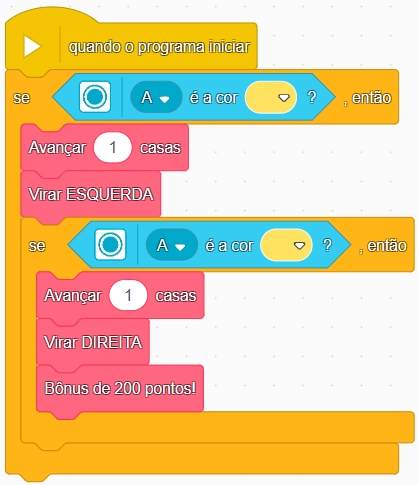 quando o programa iniciar
se A é a cor ? , então
Avançar 1 casas
Virar ESQUERDA
se A é a cor ? , então
Avançar 1 casas
Virar DIREITA
Bônus de 200 pontos!